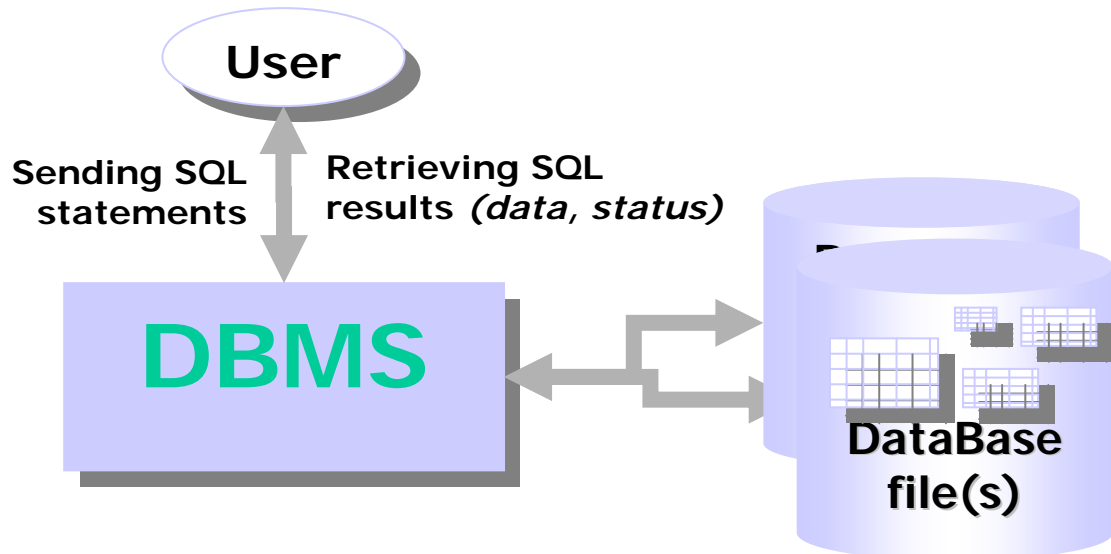 User
Sending SQL
statements
Retrieving SQL
results (data, status)
DBMS
DataBase
file(s)